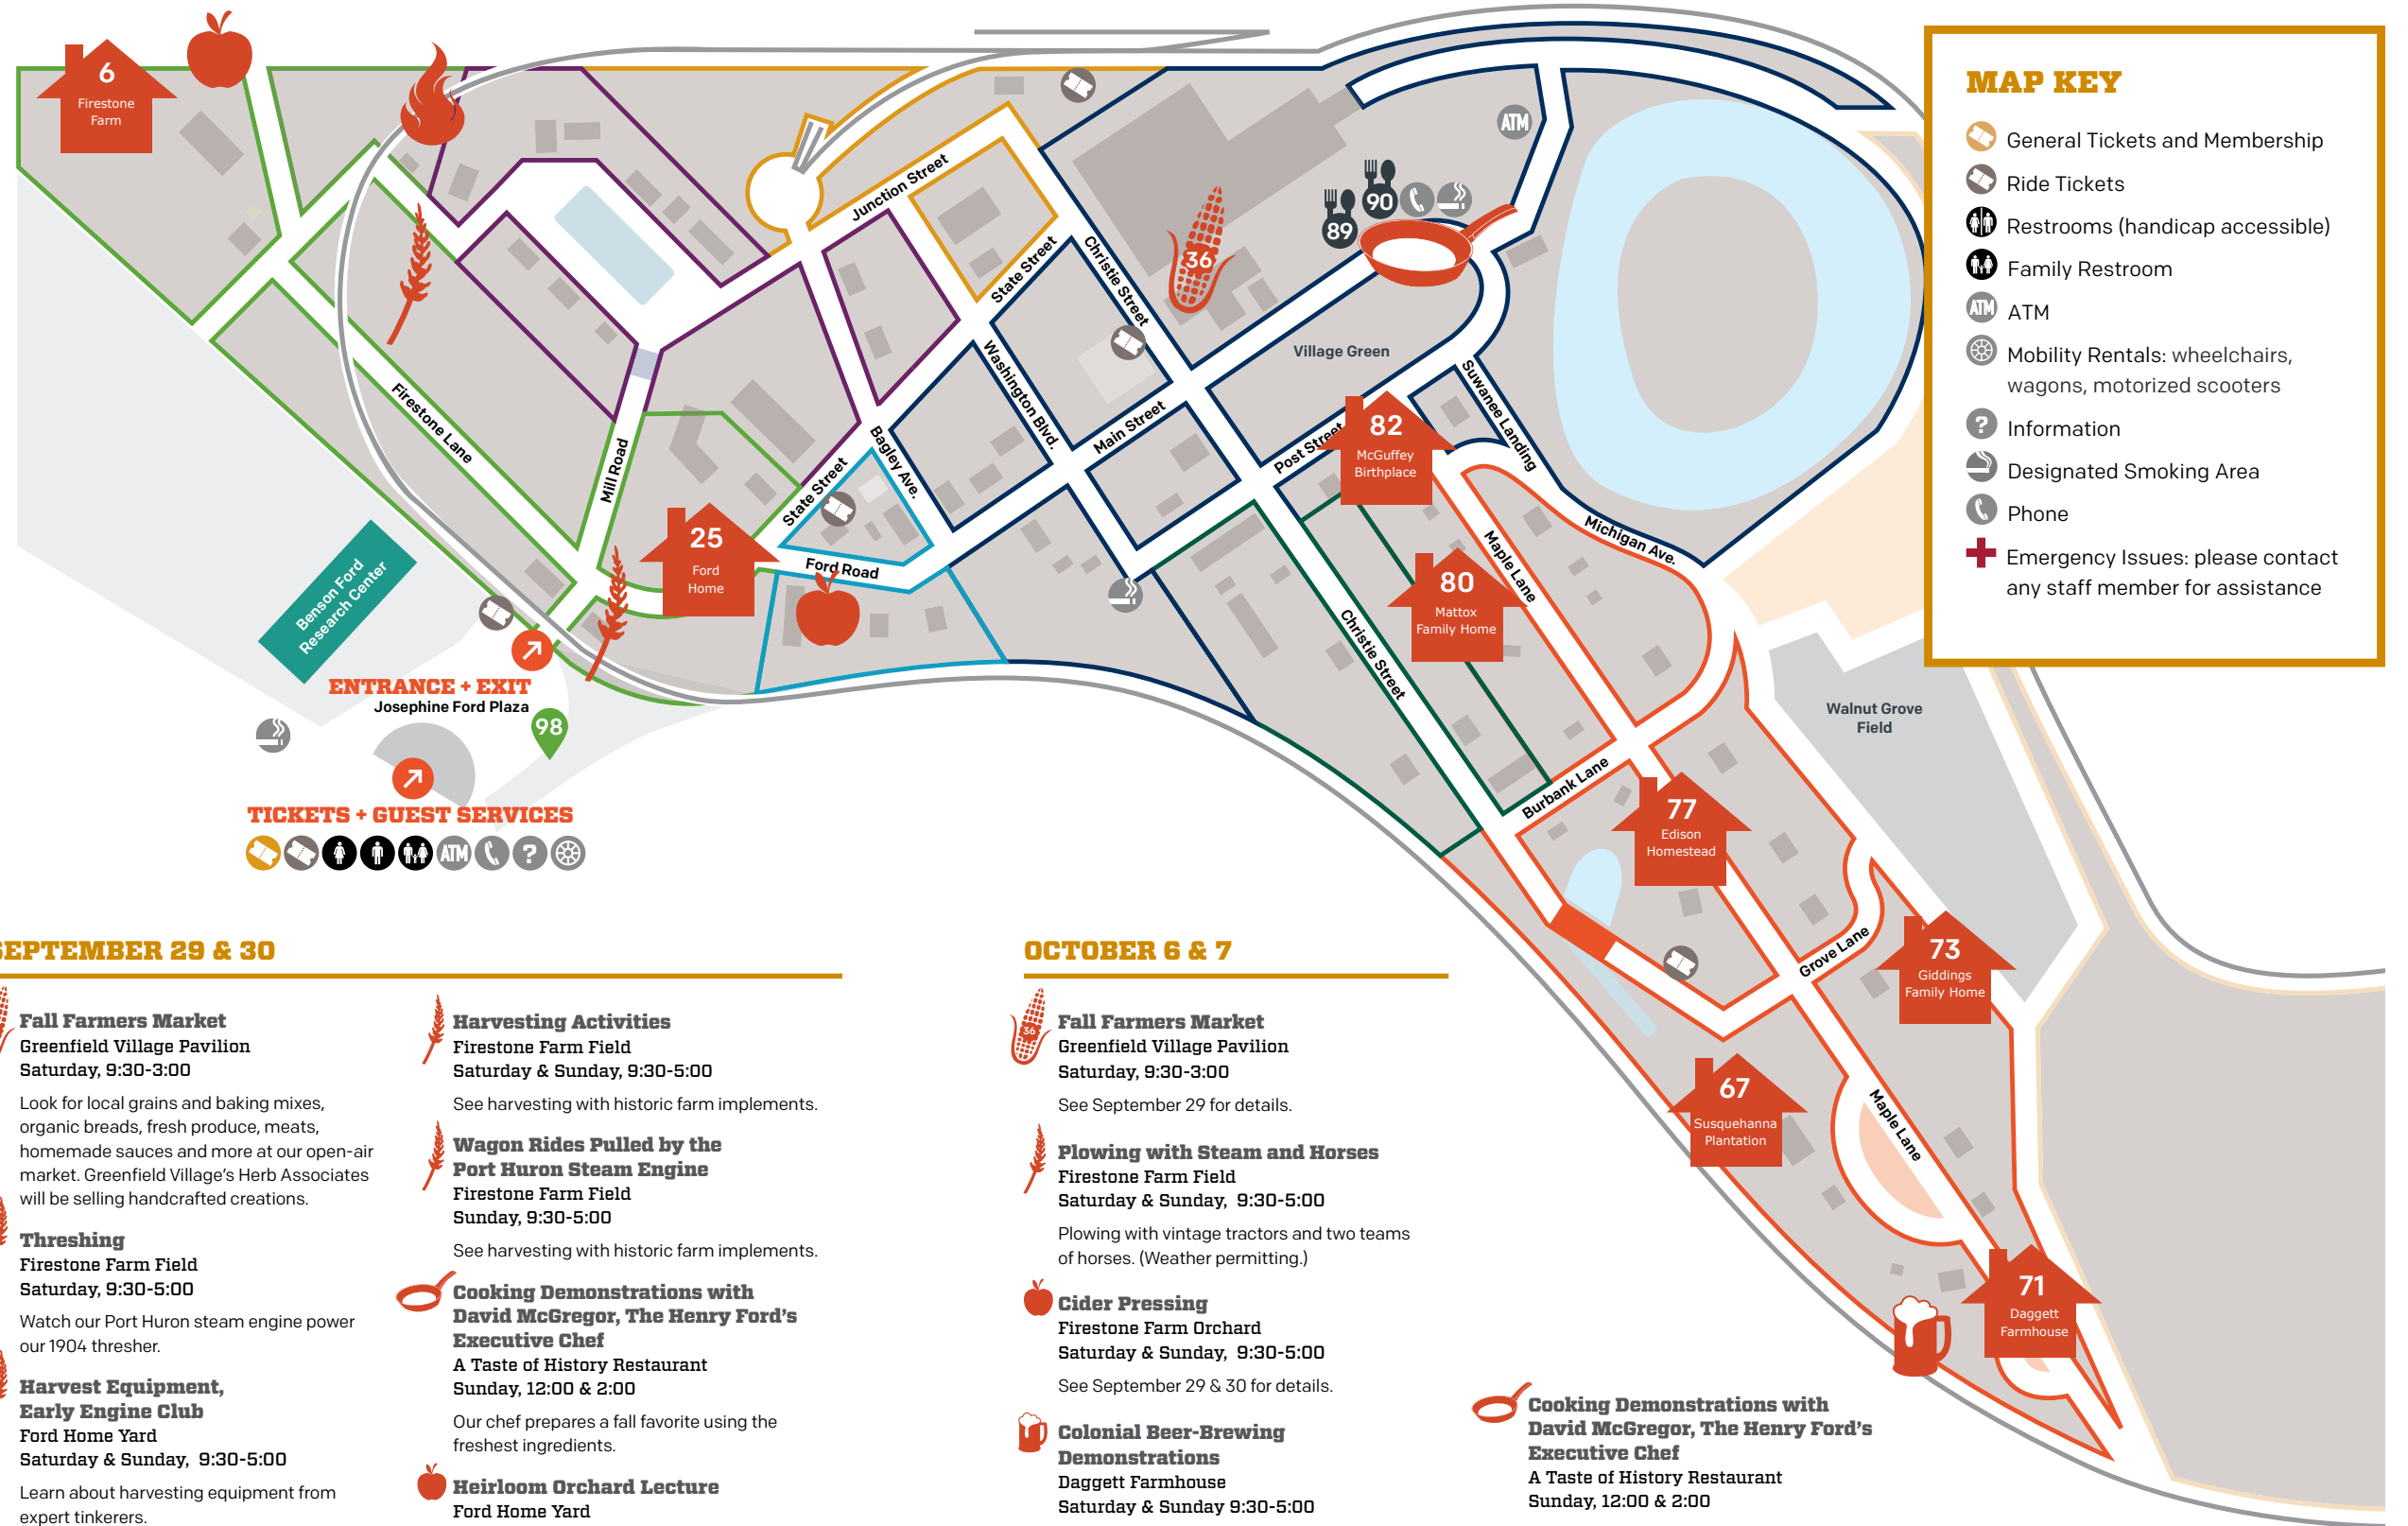 6
Firestone
Farm
Junction Street
State Street
Christie Street
36
89
90
ATM
Village Green
Washington Blvd.
Main Street
Suwanee Landing
Post Street
82
McGuffey
Birthplace
Firestone Lane
Mill Road
Bagley Ave.
State Street
25
Ford
Home
Ford Road
Michigan Ave.
Maple Lane
80
Mattox
Family Home
Christie Street
Benson Ford
Research Center
ENTRANCE + EXIT
Josephine Ford Plaza
98
TICKETS + GUEST SERVICES
ATM
?
Walnut Grove
Field
Burbank Lane
77
Edison
Homestead
Grove Lane
73
Giddings
Family Home
67
Susquehanna
Plantation
Maple Lane
71
Daggett
Farmhouse
MAP KEY
General Tickets and Membership
Ride Tickets
Restrooms (handicap accessible)
Family Restroom
ATM ATM
Mobility Rentals: wheelchairs,
wagons, motorized scooters
? Information
Designated Smoking Area
Phone
Emergency Issues: please contact
any staff member for assistance
SEPTEMBER 29 & 30
Fall Farmers Market
Greenfield Village Pavilion
Saturday, 9:30-3:00
Look for local grains and baking mixes,
organic breads, fresh produce, meats,
homemade sauces and more at our open-air
market. Greenfield Village’s Herb Associates
will be selling handcrafted creations.
Threshing
Firestone Farm Field
Saturday, 9:30-5:00
Watch our Port Huron steam engine power
our 1904 thresher.
Harvest Equipment,
Early Engine Club
Ford Home Yard
Saturday & Sunday, 9:30-5:00
Learn about harvesting equipment from
expert tinkerers.
Harvesting Activities
Firestone Farm Field
Saturday & Sunday, 9:30-5:00
See harvesting with historic farm implements.
Wagon Rides Pulled by the
Port Huron Steam Engine
Firestone Farm Field
Sunday, 9:30-5:00
See harvesting with historic farm implements.
Cooking Demonstrations with
David McGregor, The Henry Ford’s
Executive Chef
A Taste of History Restaurant
Sunday, 12:00 & 2:00
Our chef prepares a fall favorite using the
freshest ingredients.
Heirloom Orchard Lecture
Ford Home Yard
OCTOBER 6 & 7
36
Fall Farmers Market
Greenfield Village Pavilion
Saturday, 9:30-3:00
See September 29 for details.
Plowing with Steam and Horses
Firestone Farm Field
Saturday & Sunday, 9:30-5:00
Plowing with vintage tractors and two teams
of horses. (Weather permitting.)
Cider Pressing
Firestone Farm Orchard
Saturday & Sunday, 9:30-5:00
See September 29 & 30 for details.
Colonial Beer-Brewing
Demonstrations
Daggett Farmhouse
Saturday & Sunday 9:30-5:00
Cooking Demonstrations with
David McGregor, The Henry Ford’s
Executive Chef
A Taste of History Restaurant
Sunday, 12:00 & 2:00